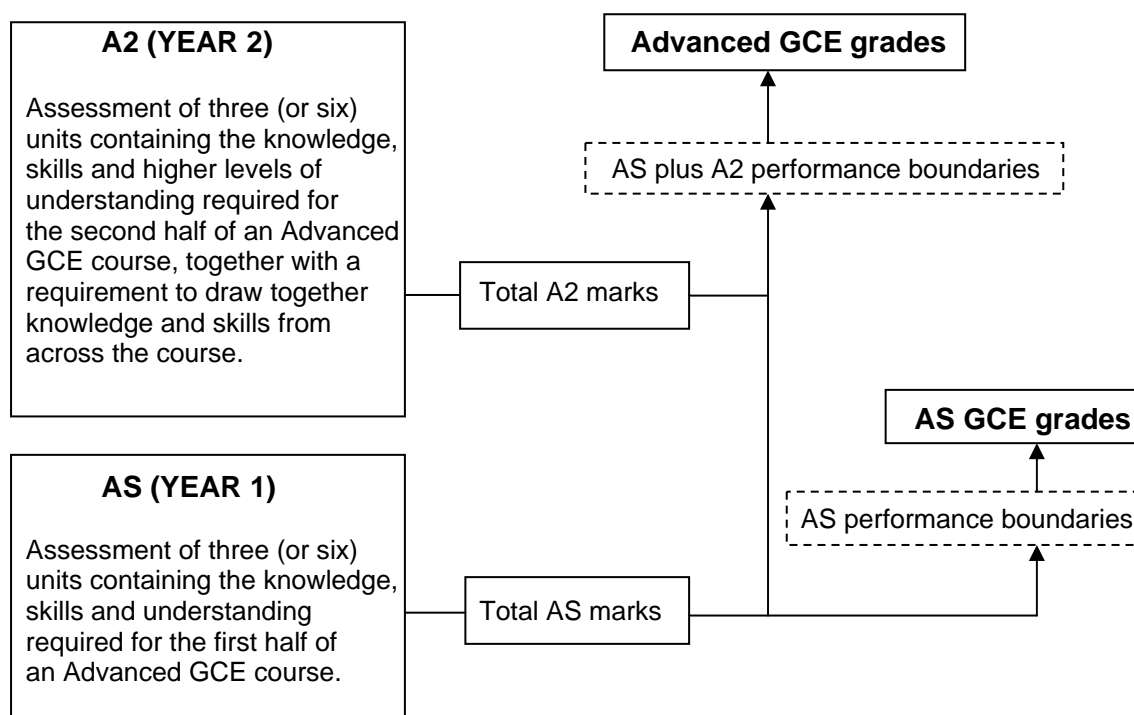 A2 (YEAR 2)
Assessment of three (or six)
units containing the knowledge,
skills and higher levels of
understanding required for
the second half of an Advanced
GCE course, together with a
requirement to draw together
knowledge and skills from
across the course.
Total A2 marks
Advanced GCE grades
AS plus A2 performance boundaries
AS GCE grades
AS performance boundaries
AS (YEAR 1)
Assessment of three (or six)
units containing the knowledge,
skills and understanding
required for the first half of
an Advanced GCE course.
Total AS marks